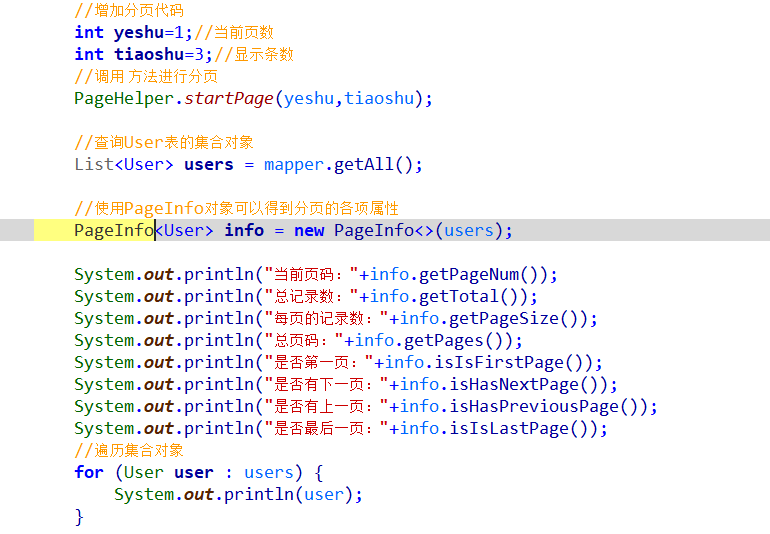 //增加分页代码
int yeshu=1;//当前页数
int tiaoshu=3;//显示条数
//调用 方法进行分页
PageHelper.startPage(yeshu,tiaoshu);
//查询User表的集合对象
List<User> users = mapper.getAll();
//使用PageInfo对象可以得到分页的各项属性
PageInfo<User> info = new PageInfo<>(users);
System.out.println("当前页码："+info.getPageNum());
System.out.println("总记录数："+info.getTotal());
System.out.println("每页的记录数："+info.getPageSize());
System.out.println("总页码："+info.getPages());
System.out.println("是否第一页："+info.isIsFirstPage());
System.out.println("是否有下一页："+info.isHasNextPage());
System.out.println("是否有上一页："+info.isHasPreviousPage());
System.out.println("是否最后一页："+info.isIsLastPage());
//遍历集合对象
for (User user : users) {
System.out.println(user);
}